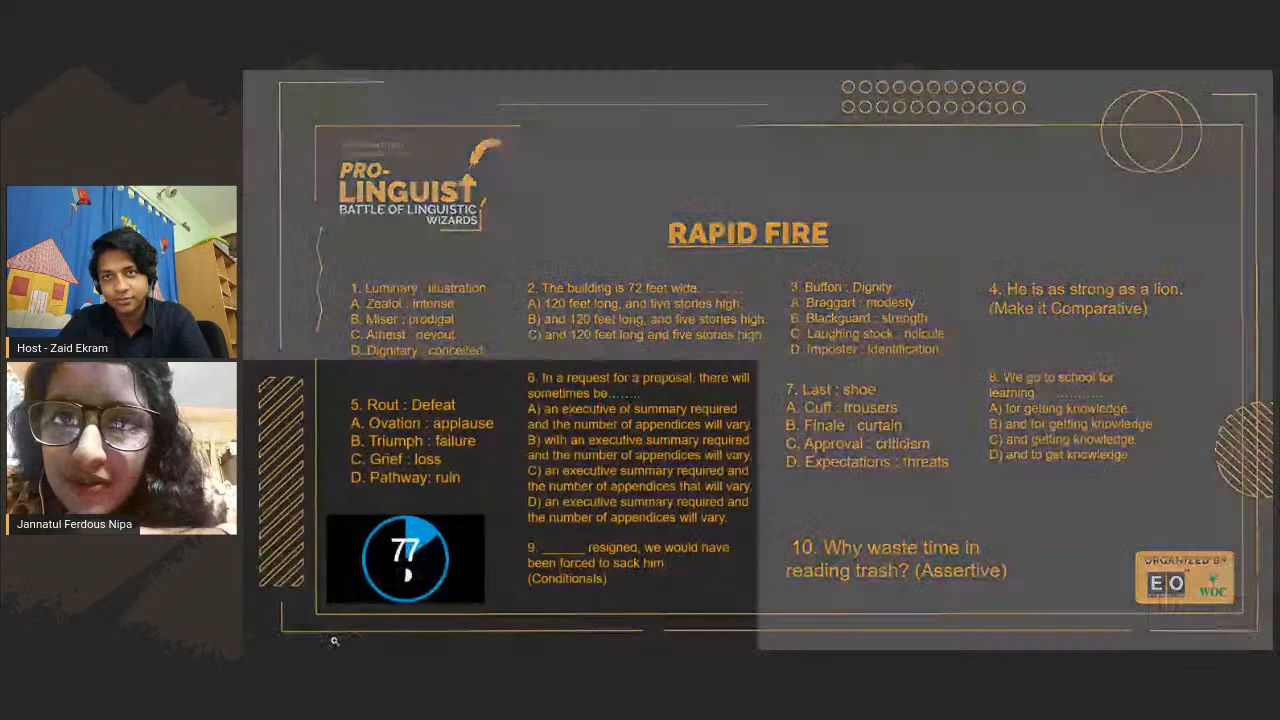 PRO-
LINGUIST
BATTLE OF LINGUISTIC
WIZARDS
RAPID FIRE
1. Luminary : illustration
A. Zealot : intense
B. Miser : prodigal
C. Atheist : devout
D. Dignitary : conceited
2. The building is 72 feet wide...........
A) 120 feet long, and five stories high.
B) and 120 feet long, and five stories high.
C) and 120 feet long and five stories high.
3. Buffon : Dignity
A. Braggart : modesty
B. Blackguard : strength
C. Laughing stock : ridicule
D. Imposter : identification
4. He is as strong as a lion.
(Make it Comparative)
5. Rout : Defeat
A. Ovation : applause
B. Triumph : failure
C. Grief : loss
D. Pathway: ruin
6. In a request for a proposal, there will
sometimes be........
A) an executive of summary required
and the number of appendices will vary.
B) with an executive summary required
and the number of appendices will vary.
C) an executive summary required and
the number of appendices that will vary.
D) an executive summary required and
the number of appendices will vary.
7. Last : shoe
A. Cuff : trousers
B. Finale : curtain
C. Approval : criticism
D. Expectations : threats
8. We go to school for
learning ............
A) for getting knowledge.
B) and for getting knowledge
C) and getting knowledge.
D) and to get knowledge.
9. ______ resigned, we would have
been forced to sack him.
(Conditionals)
10. Why waste time in
reading trash? (Assertive)
ORGANIZED BY
EO
WOC
Host - Zaid Ekram
Jannatul Ferdous Nipa